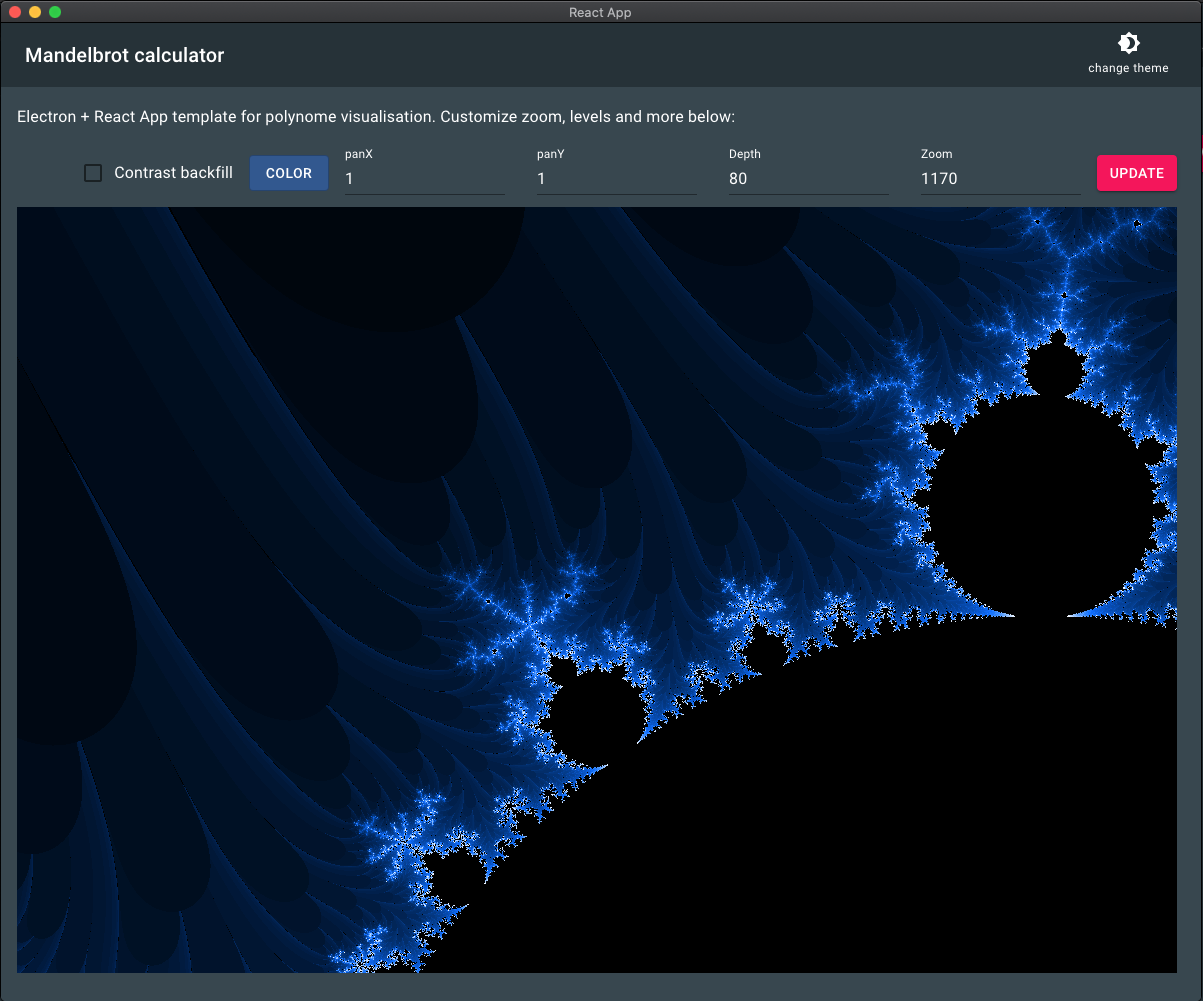 React App
Mandelbrot calculator
change theme
Electron + React App template for polynome visualisation. Customize zoom, levels and more below:
Contrast backfill
COLOR
panX
1
panY
1
Depth
80
Zoom
1170
UPDATE